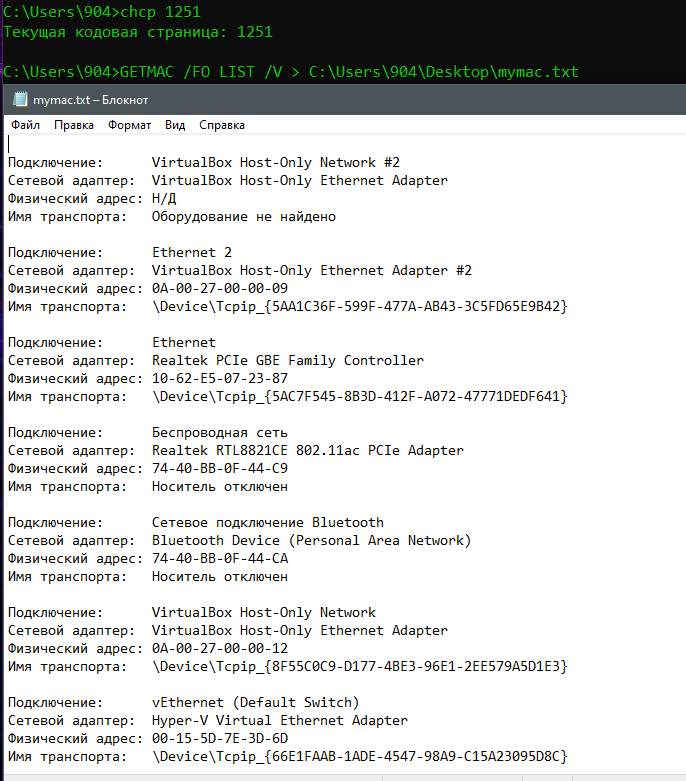 C:\Users\904>chcp 1251
Текущая кодовая страница: 1251
C:\Users\904>GETMAC /FO LIST /V > C:\Users\904\Desktop\mymac.txt
mymac.txt – Блокнот
Файл Правка Формат Вид Справка
Подключение: VirtualBox Host-Only Network #2
Сетевой адаптер: VirtualBox Host-Only Ethernet Adapter
Физический адрес: Н/Д
Имя транспорта: Оборудование не найдено
Подключение: Ethernet 2
Сетевой адаптер: VirtualBox Host-Only Ethernet Adapter #2
Физический адрес: 0A-00-27-00-00-09
Имя транспорта: \Device\Tcpip_{5AA1C36F-599F-477A-AB43-3C5FD65E9B42}
Подключение: Ethernet
Сетевой адаптер: Realtek PCIe GBE Family Controller
Физический адрес: 10-62-E5-07-23-87
Имя транспорта: \Device\Tcpip_{5AC7F545-8B3D-412F-A072-47771DEDF641}
Подключение: Беспроводная сеть
Сетевой адаптер: Realtek RTL8821CE 802.11ac PCIe Adapter
Физический адрес: 74-40-BB-0F-44-C9
Имя транспорта: Носитель отключен
Подключение: Сетевое подключение Bluetooth
Сетевой адаптер: Bluetooth Device (Personal Area Network)
Физический адрес: 74-40-BB-0F-44-CA
Имя транспорта: Носитель отключен
Подключение: VirtualBox Host-Only Network
Сетевой адаптер: VirtualBox Host-Only Ethernet Adapter
Физический адрес: 0A-00-27-00-00-12
Имя транспорта: \Device\Tcpip_{8F55C0C9-D177-4BE3-96E1-2EE579A5D1E3}
Подключение: vEthernet (Default Switch)
Сетевой адаптер: Hyper-V Virtual Ethernet Adapter
Физический адрес: 00-15-5D-7E-3D-6D
Имя транспорта: \Device\Tcpip_{66E1FAAB-1ADE-4547-98A9-C15A23095D8C}